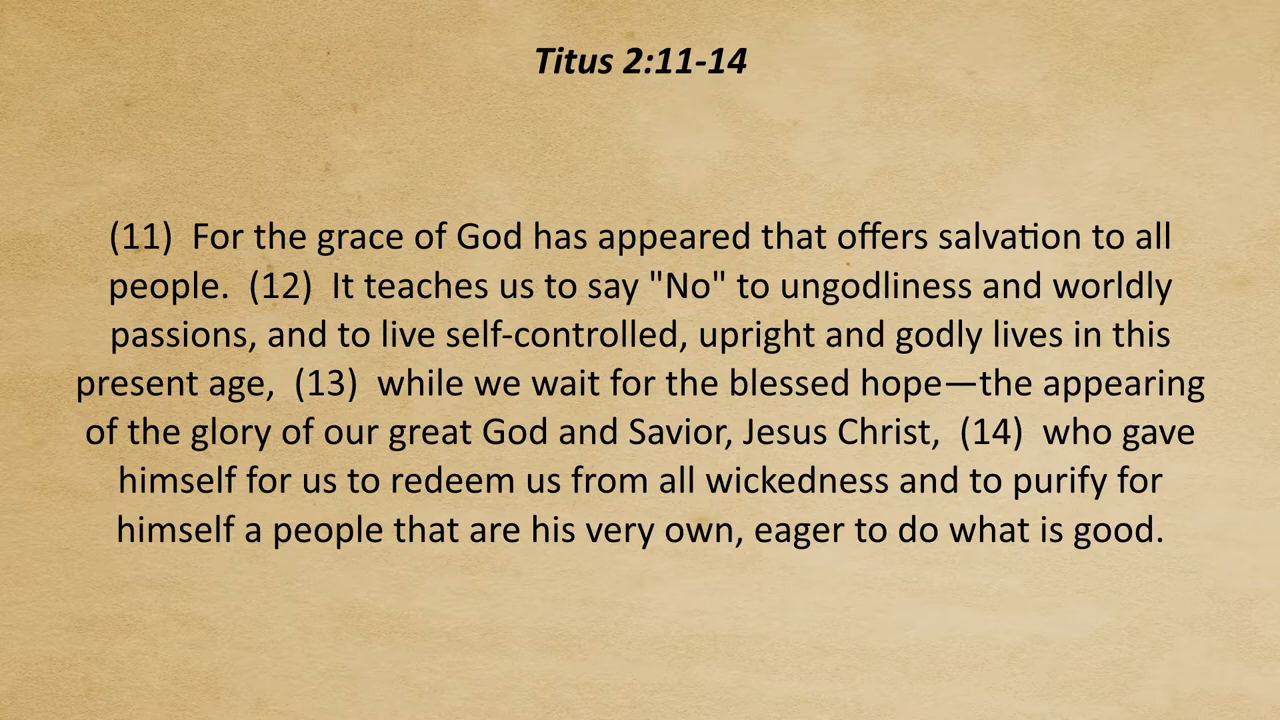 Titus 2:11-14
(11)  For the grace of God has appeared that offers salvation to all
people.  (12)  It teaches us to say "No" to ungodliness and worldly
passions, and to live self-controlled, upright and godly lives in this
present age,  (13)  while we wait for the blessed hope—the appearing
of the glory of our great God and Savior, Jesus Christ,  (14)  who gave
himself for us to redeem us from all wickedness and to purify for
himself a people that are his very own, eager to do what is good.